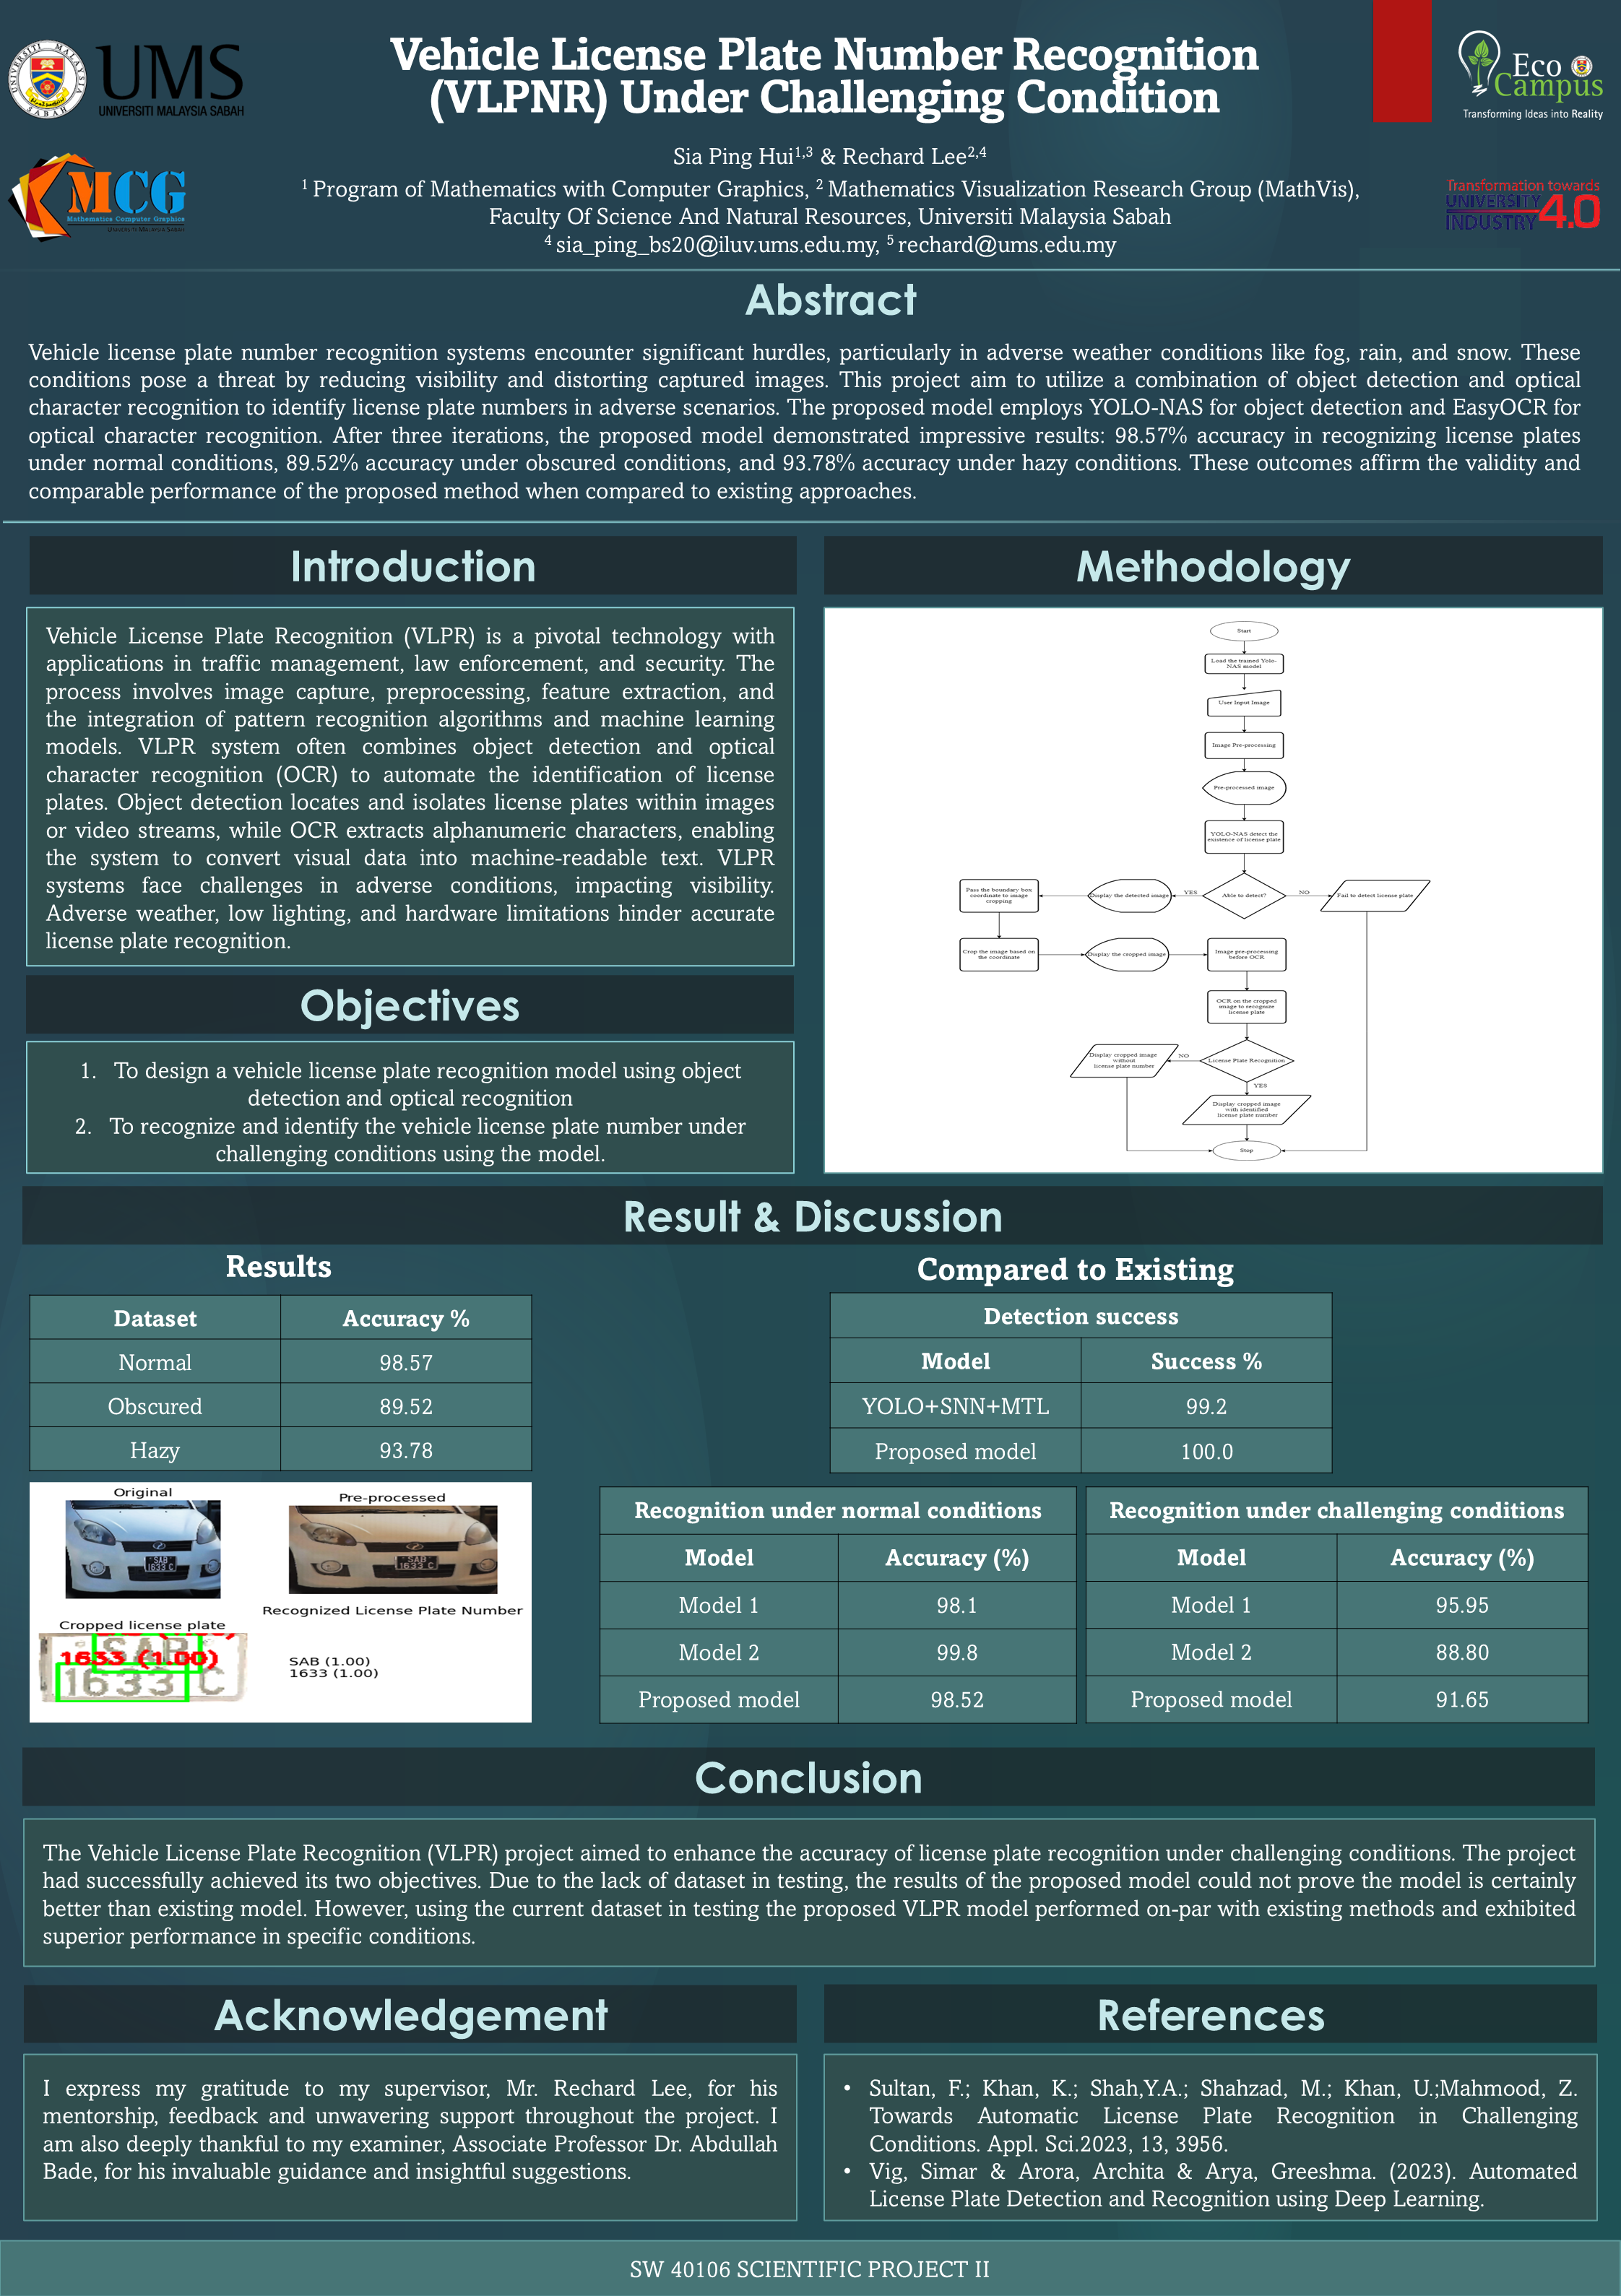 UNIVERSITI MALAYSIA SABAH
UMS
UNIVERSITI MALAYSIA SABAH
Vehicle License Plate Number Recognition
(VLPNR) Under Challenging Condition
Eco
Campus
Transforming Ideas into Reality
MCG
Mathematics Computer Graphics
Universiti Malaysia Sabah
Sia Ping Hui1,3 & Rechard Lee2,4
1 Program of Mathematics with Computer Graphics, 2 Mathematics Visualization Research Group (MathVis),
Faculty Of Science And Natural Resources, Universiti Malaysia Sabah
4 sia_ping_bs20@iluv.ums.edu.my, 5 rechard@ums.edu.my
Transformation towards
UNIVERSITY
INDUSTRY 4.0
Abstract
Vehicle license plate number recognition systems encounter significant hurdles, particularly in adverse weather conditions like fog, rain, and snow. These
conditions pose a threat by reducing visibility and distorting captured images. This project aim to utilize a combination of object detection and optical
character recognition to identify license plate numbers in adverse scenarios. The proposed model employs YOLO-NAS for object detection and EasyOCR for
optical character recognition. After three iterations, the proposed model demonstrated impressive results: 98.57% accuracy in recognizing license plates
under normal conditions, 89.52% accuracy under obscured conditions, and 93.78% accuracy under hazy conditions. These outcomes affirm the validity and
comparable performance of the proposed method when compared to existing approaches.
Introduction
Vehicle License Plate Recognition (VLPR) is a pivotal technology with
applications in traffic management, law enforcement, and security. The
process involves image capture, preprocessing, feature extraction, and
the integration of pattern recognition algorithms and machine learning
models. VLPR system often combines object detection and optical
character recognition (OCR) to automate the identification of license
plates. Object detection locates and isolates license plates within images
or video streams, while OCR extracts alphanumeric characters, enabling
the system to convert visual data into machine-readable text. VLPR
systems face challenges in adverse conditions, impacting visibility.
Adverse weather, low lighting, and hardware limitations hinder accurate
license plate recognition.
Objectives
1. To design a vehicle license plate recognition model using object
detection and optical recognition
2. To recognize and identify the vehicle license plate number under
challenging conditions using the model.
Methodology
Start
Load the trained Yolo-
NAS model
User Input Image
Image Pre-processing
Pre-processed image
YOLO-NAS detect the
existence of license plate
Pass the boundary box
coordinate to image
cropping
Display the detected image
YES
Able to detect?
NO
Fail to detect license plate
Crop the image based on
the coordinate
Display the cropped image
Image pre-processing
before OCR
OCR on the cropped
image to recognize
license plate
Display cropped image
without
license plate number
NO
License Plate Recognition
YES
Display cropped image
with identified
license plate number
Stop
Result & Discussion
Results
Dataset Accuracy %
Normal 98.57
Obscured 89.52
Hazy 93.78
Original
SAB
1633 C
Pre-processed
SAB
1633 C
Cropped license plate
SAB
1633 (1.00)
1633 C
Recognized License Plate Number
SAB (1.00)
1633 (1.00)
Compared to Existing
Detection success
Model Success %
YOLO+SNN+MTL 99.2
Proposed model 100.0
Recognition under normal conditions
Model Accuracy (%)
Model 1 98.1
Model 2 99.8
Proposed model 98.52
Recognition under challenging conditions
Model Accuracy (%)
Model 1 95.95
Model 2 88.80
Proposed model 91.65
Conclusion
The Vehicle License Plate Recognition (VLPR) project aimed to enhance the accuracy of license plate recognition under challenging conditions. The project
had successfully achieved its two objectives. Due to the lack of dataset in testing, the results of the proposed model could not prove the model is certainly
better than existing model. However, using the current dataset in testing the proposed VLPR model performed on-par with existing methods and exhibited
superior performance in specific conditions.
Acknowledgement
I express my gratitude to my supervisor, Mr. Rechard Lee, for his
mentorship, feedback and unwavering support throughout the project. I
am also deeply thankful to my examiner, Associate Professor Dr. Abdullah
Bade, for his invaluable guidance and insightful suggestions.
References
• Sultan, F.; Khan, K.; Shah,Y.A.; Shahzad, M.; Khan, U.;Mahmood, Z.
Towards Automatic License Plate Recognition in Challenging
Conditions. Appl. Sci.2023, 13, 3956.
• Vig, Simar & Arora, Archita & Arya, Greeshma. (2023). Automated
License Plate Detection and Recognition using Deep Learning.
SW 40106 SCIENTIFIC PROJECT II